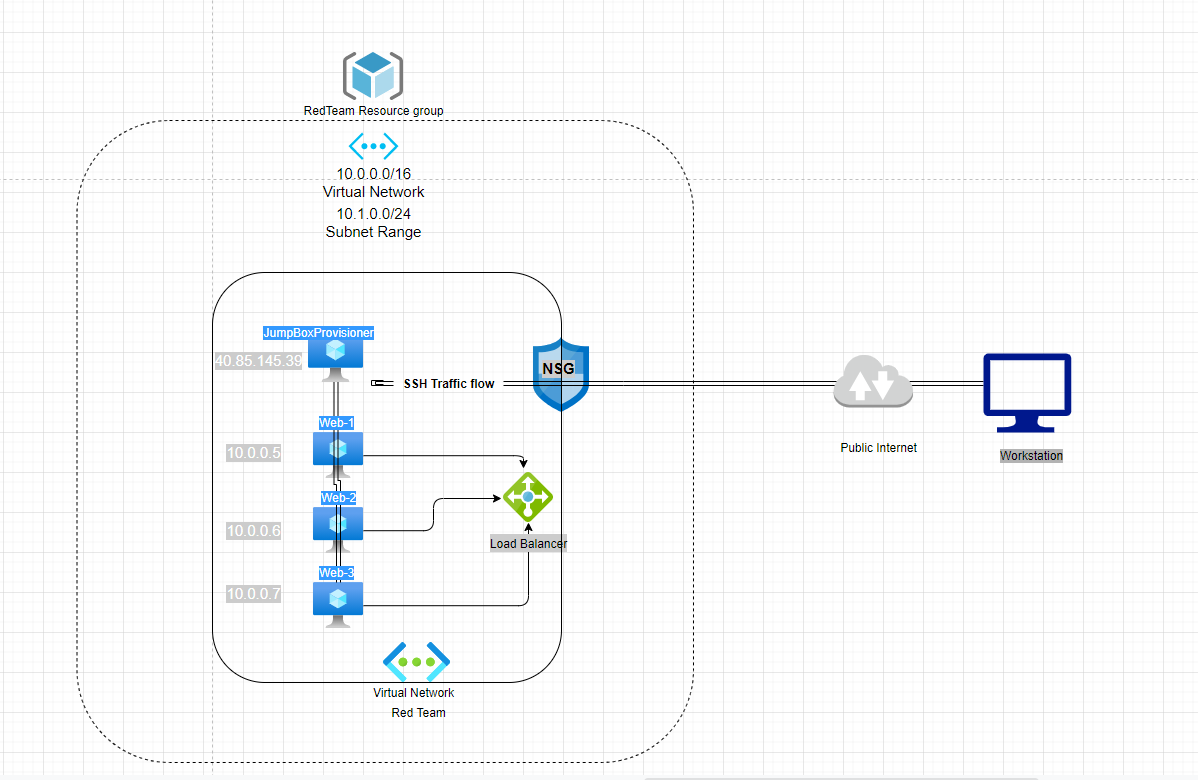 RedTeam Resource group
10.0.0.0/16
Virtual Network
10.1.0.0/24
Subnet Range
JumpBoxProvisioner
40.85.145.39
NSG
SSH Traffic flow
Web-1
10.0.0.5
Public Internet
Workstation
Web-2
10.0.0.6
Load Balancer
Web-3
10.0.0.7
Virtual Network
Red Team